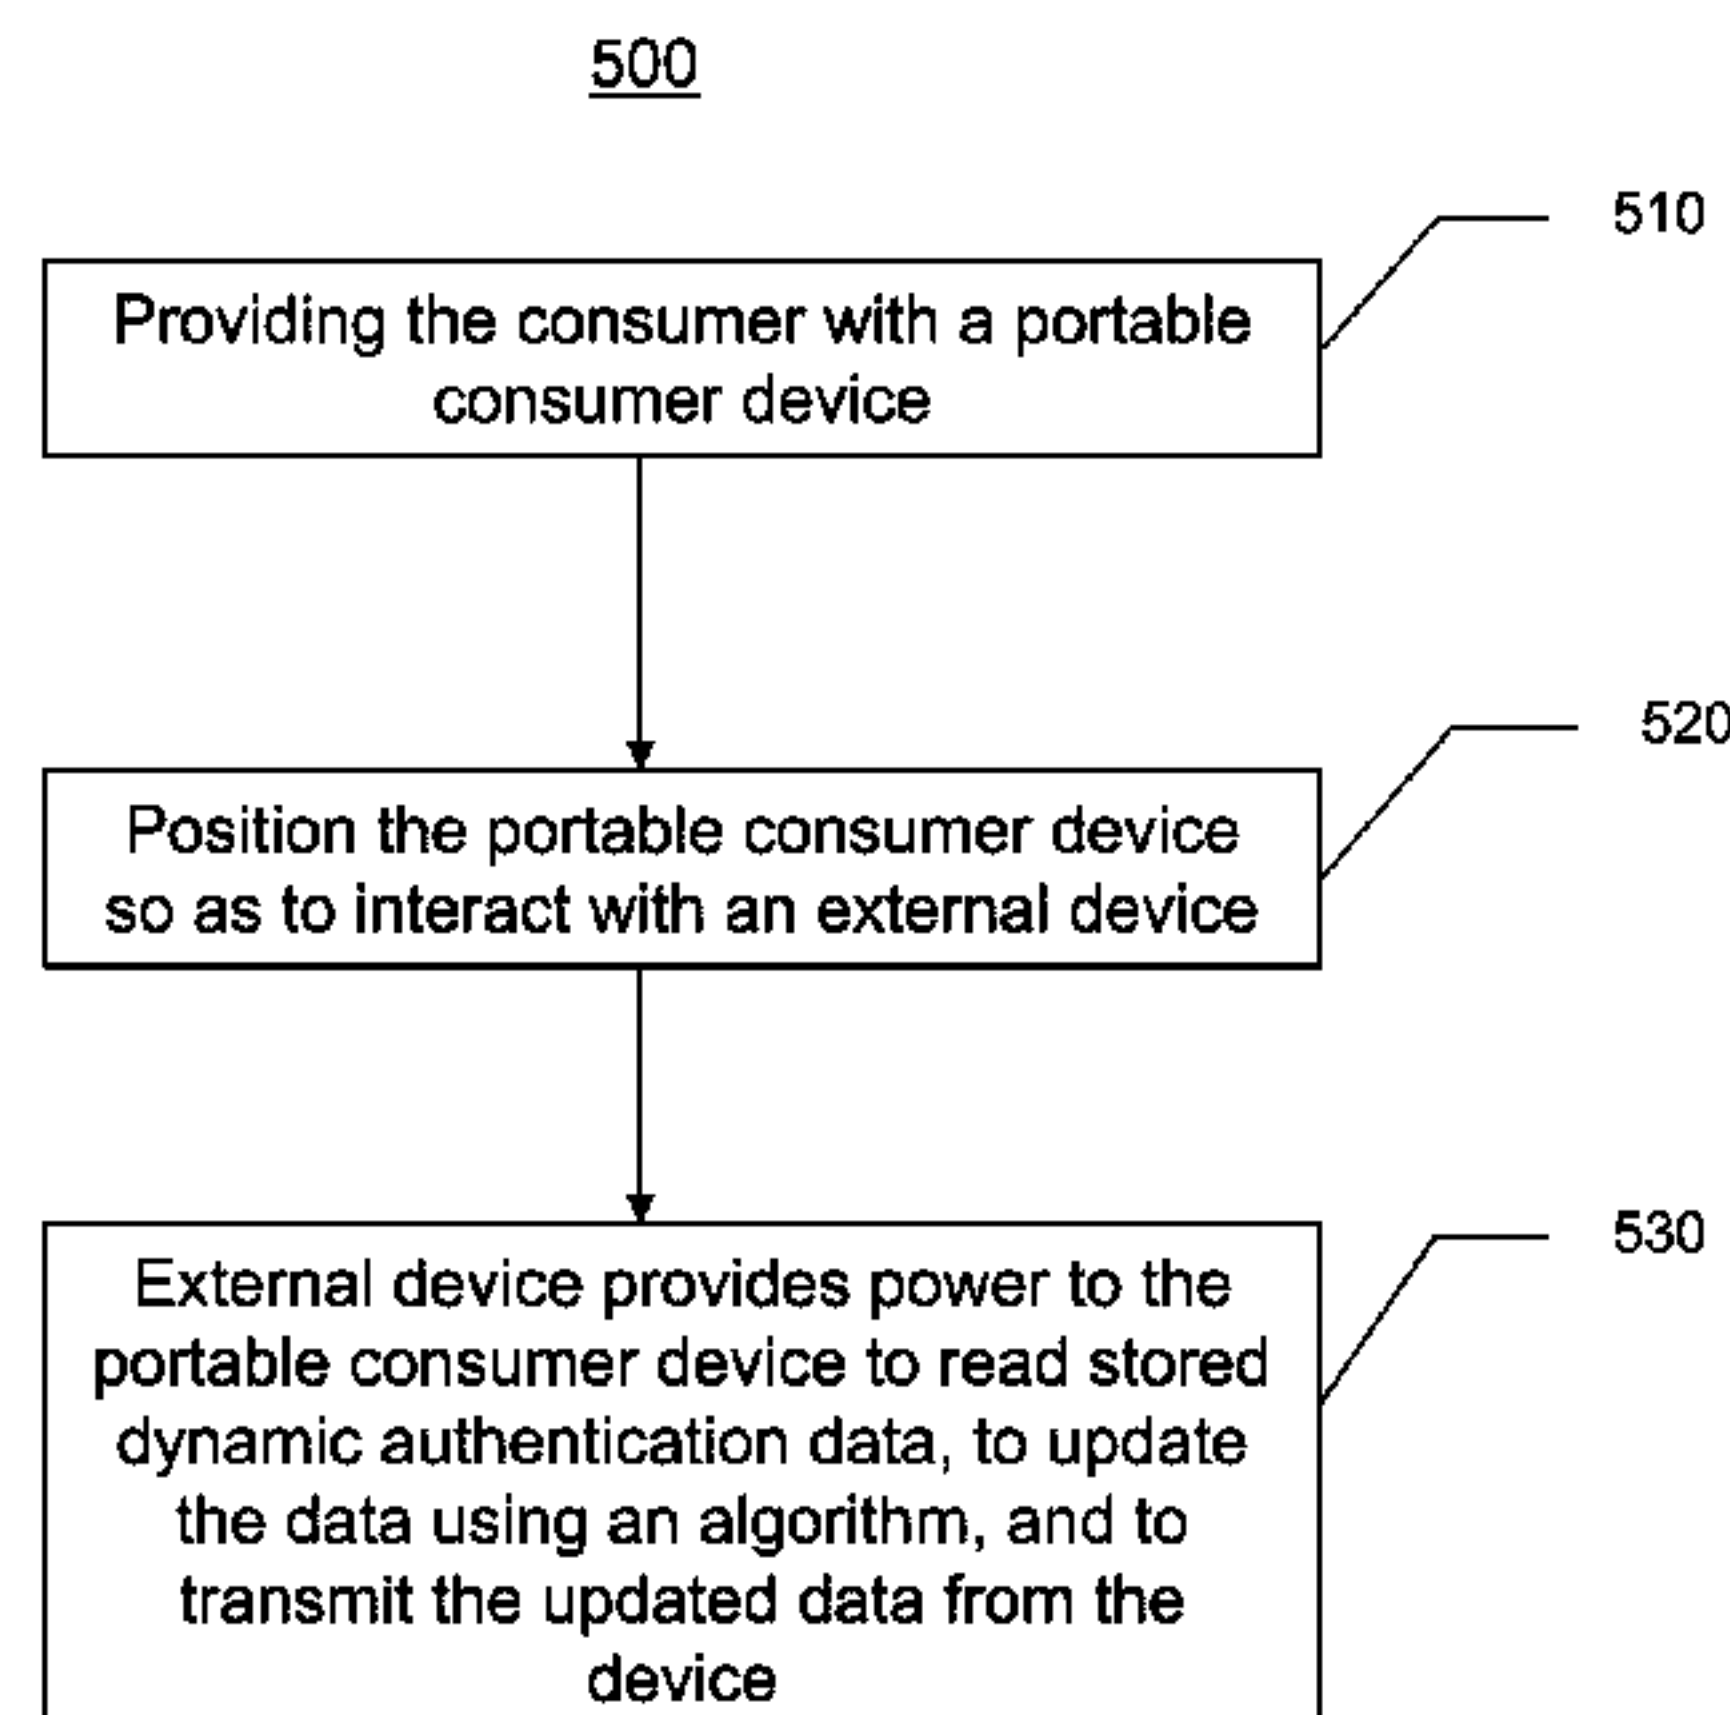 500
510
Providing the consumer with a portable
consumer device
520
Position the portable consumer device
so as to interact with an external device
530
External device provides power to the
portable consumer device to read stored
dynamic authentication data, to update
the data using an algorithm, and to
transmit the updated data from the
device